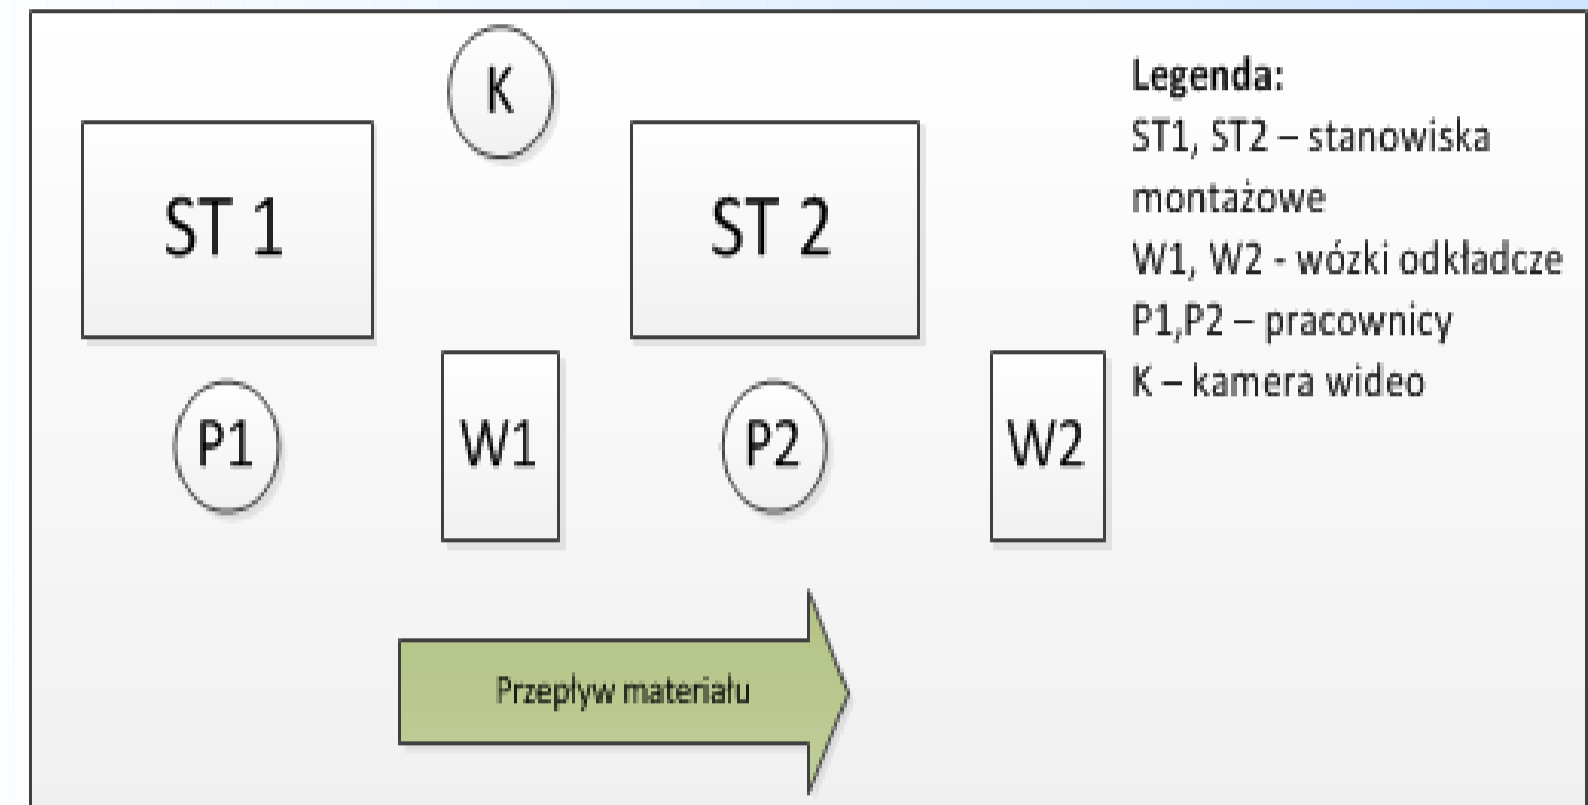 K
ST 1
ST 2
P1
W1
P2
W2
Przepływ materiału
Legenda:
ST1, ST2 – stanowiska
montażowe
W1, W2 - wózki odkładcze
P1,P2 – pracownicy
K – kamera wideo